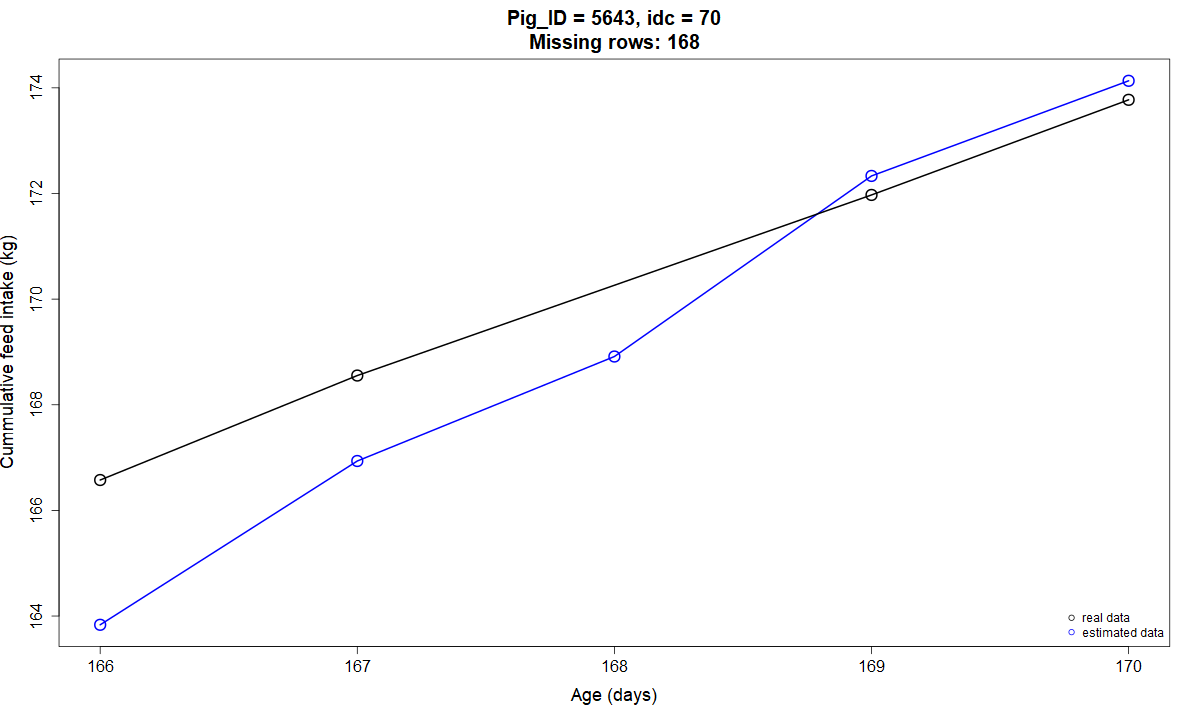 Pig_ID = 5643, idc = 70
Missing rows: 168
Cummulative feed intake (kg)
174
172
170
168
166
164
real data
estimated data
166 167 168 169 170
Age (days)